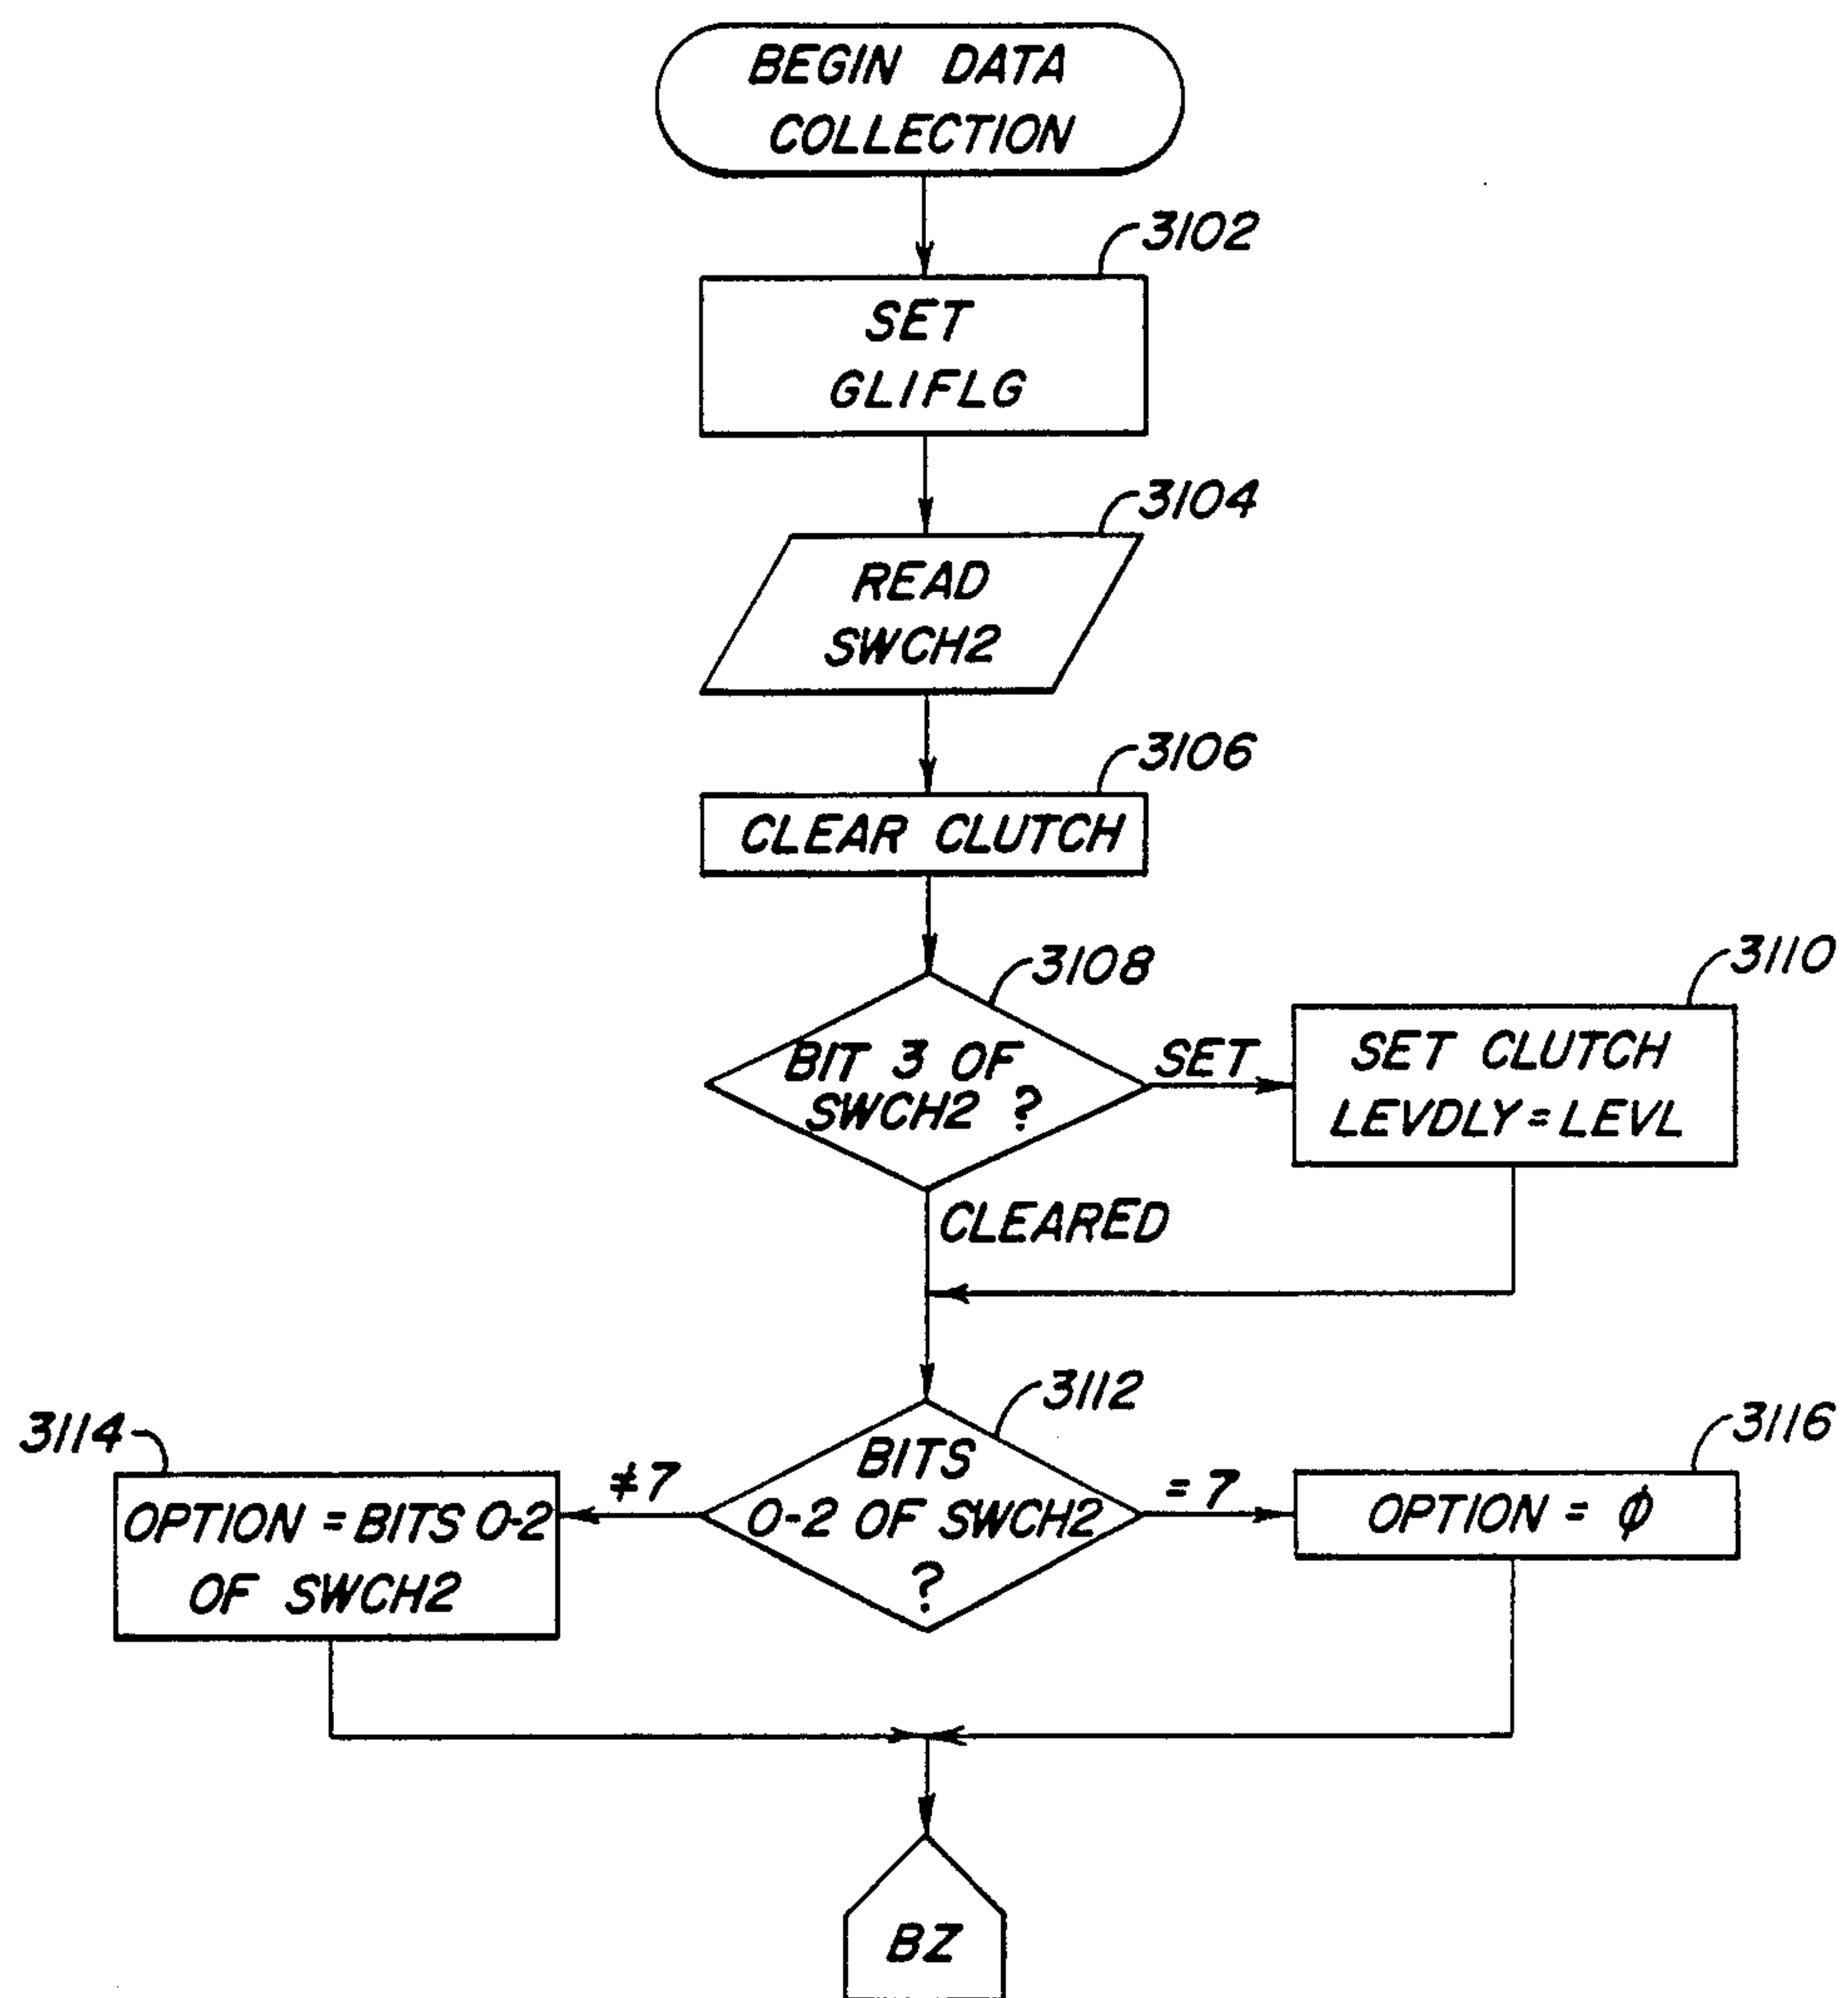 BEGIN DATA
COLLECTION
3102
SET
GLIFLG
3104
READ
SWCH2
3106
CLEAR CLUTCH
3108
BIT 3 OF
SWCH2 ?
SET
3110
SET CLUTCH
LEVDLY = LEVL
CLEARED
3112
BITS
0-2 OF SWCH2
?
≠7
= 7
3114
OPTION = BITS 0-2
OF SWCH2
3116
OPTION = ϕ
BZ